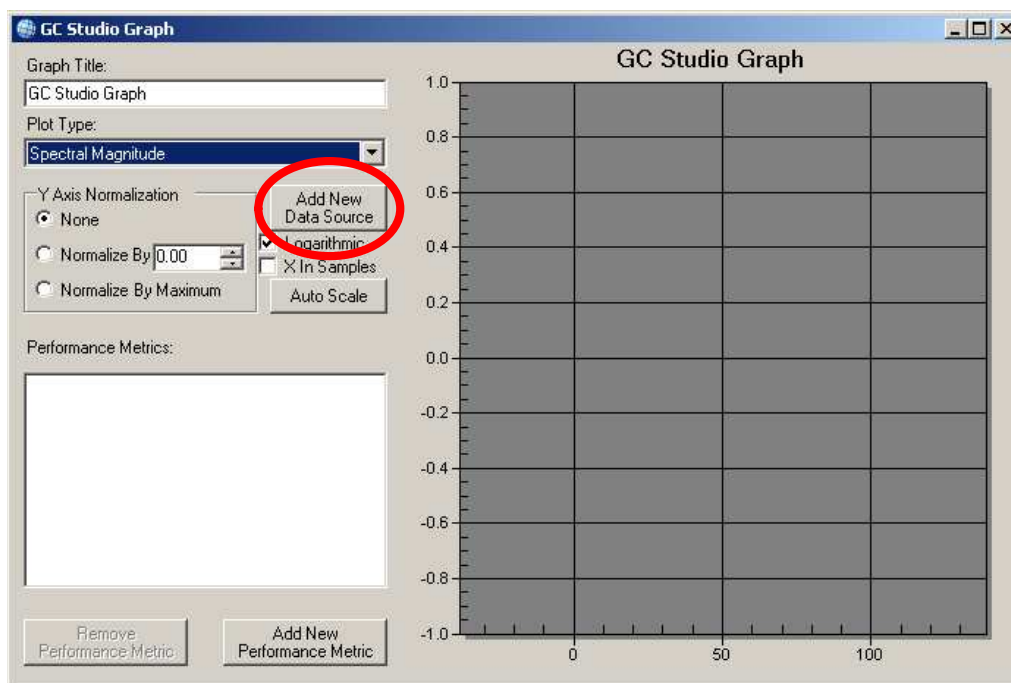 GC Studio Graph
Graph Title:
GC Studio Graph
Plot Type:
Spectral Magnitude
Y Axis Normalization
None
Normalize By 0.00
Normalize By Maximum
Add New
Data Source
Logarithmic
X In Samples
Auto Scale
Performance Metrics:
Remove
Performance Metric
Add New
Performance Metric
GC Studio Graph
1.0
0.8
0.6
0.4
0.2
0.0
-0.2
-0.4
-0.6
-0.8
-1.0
0 50 100